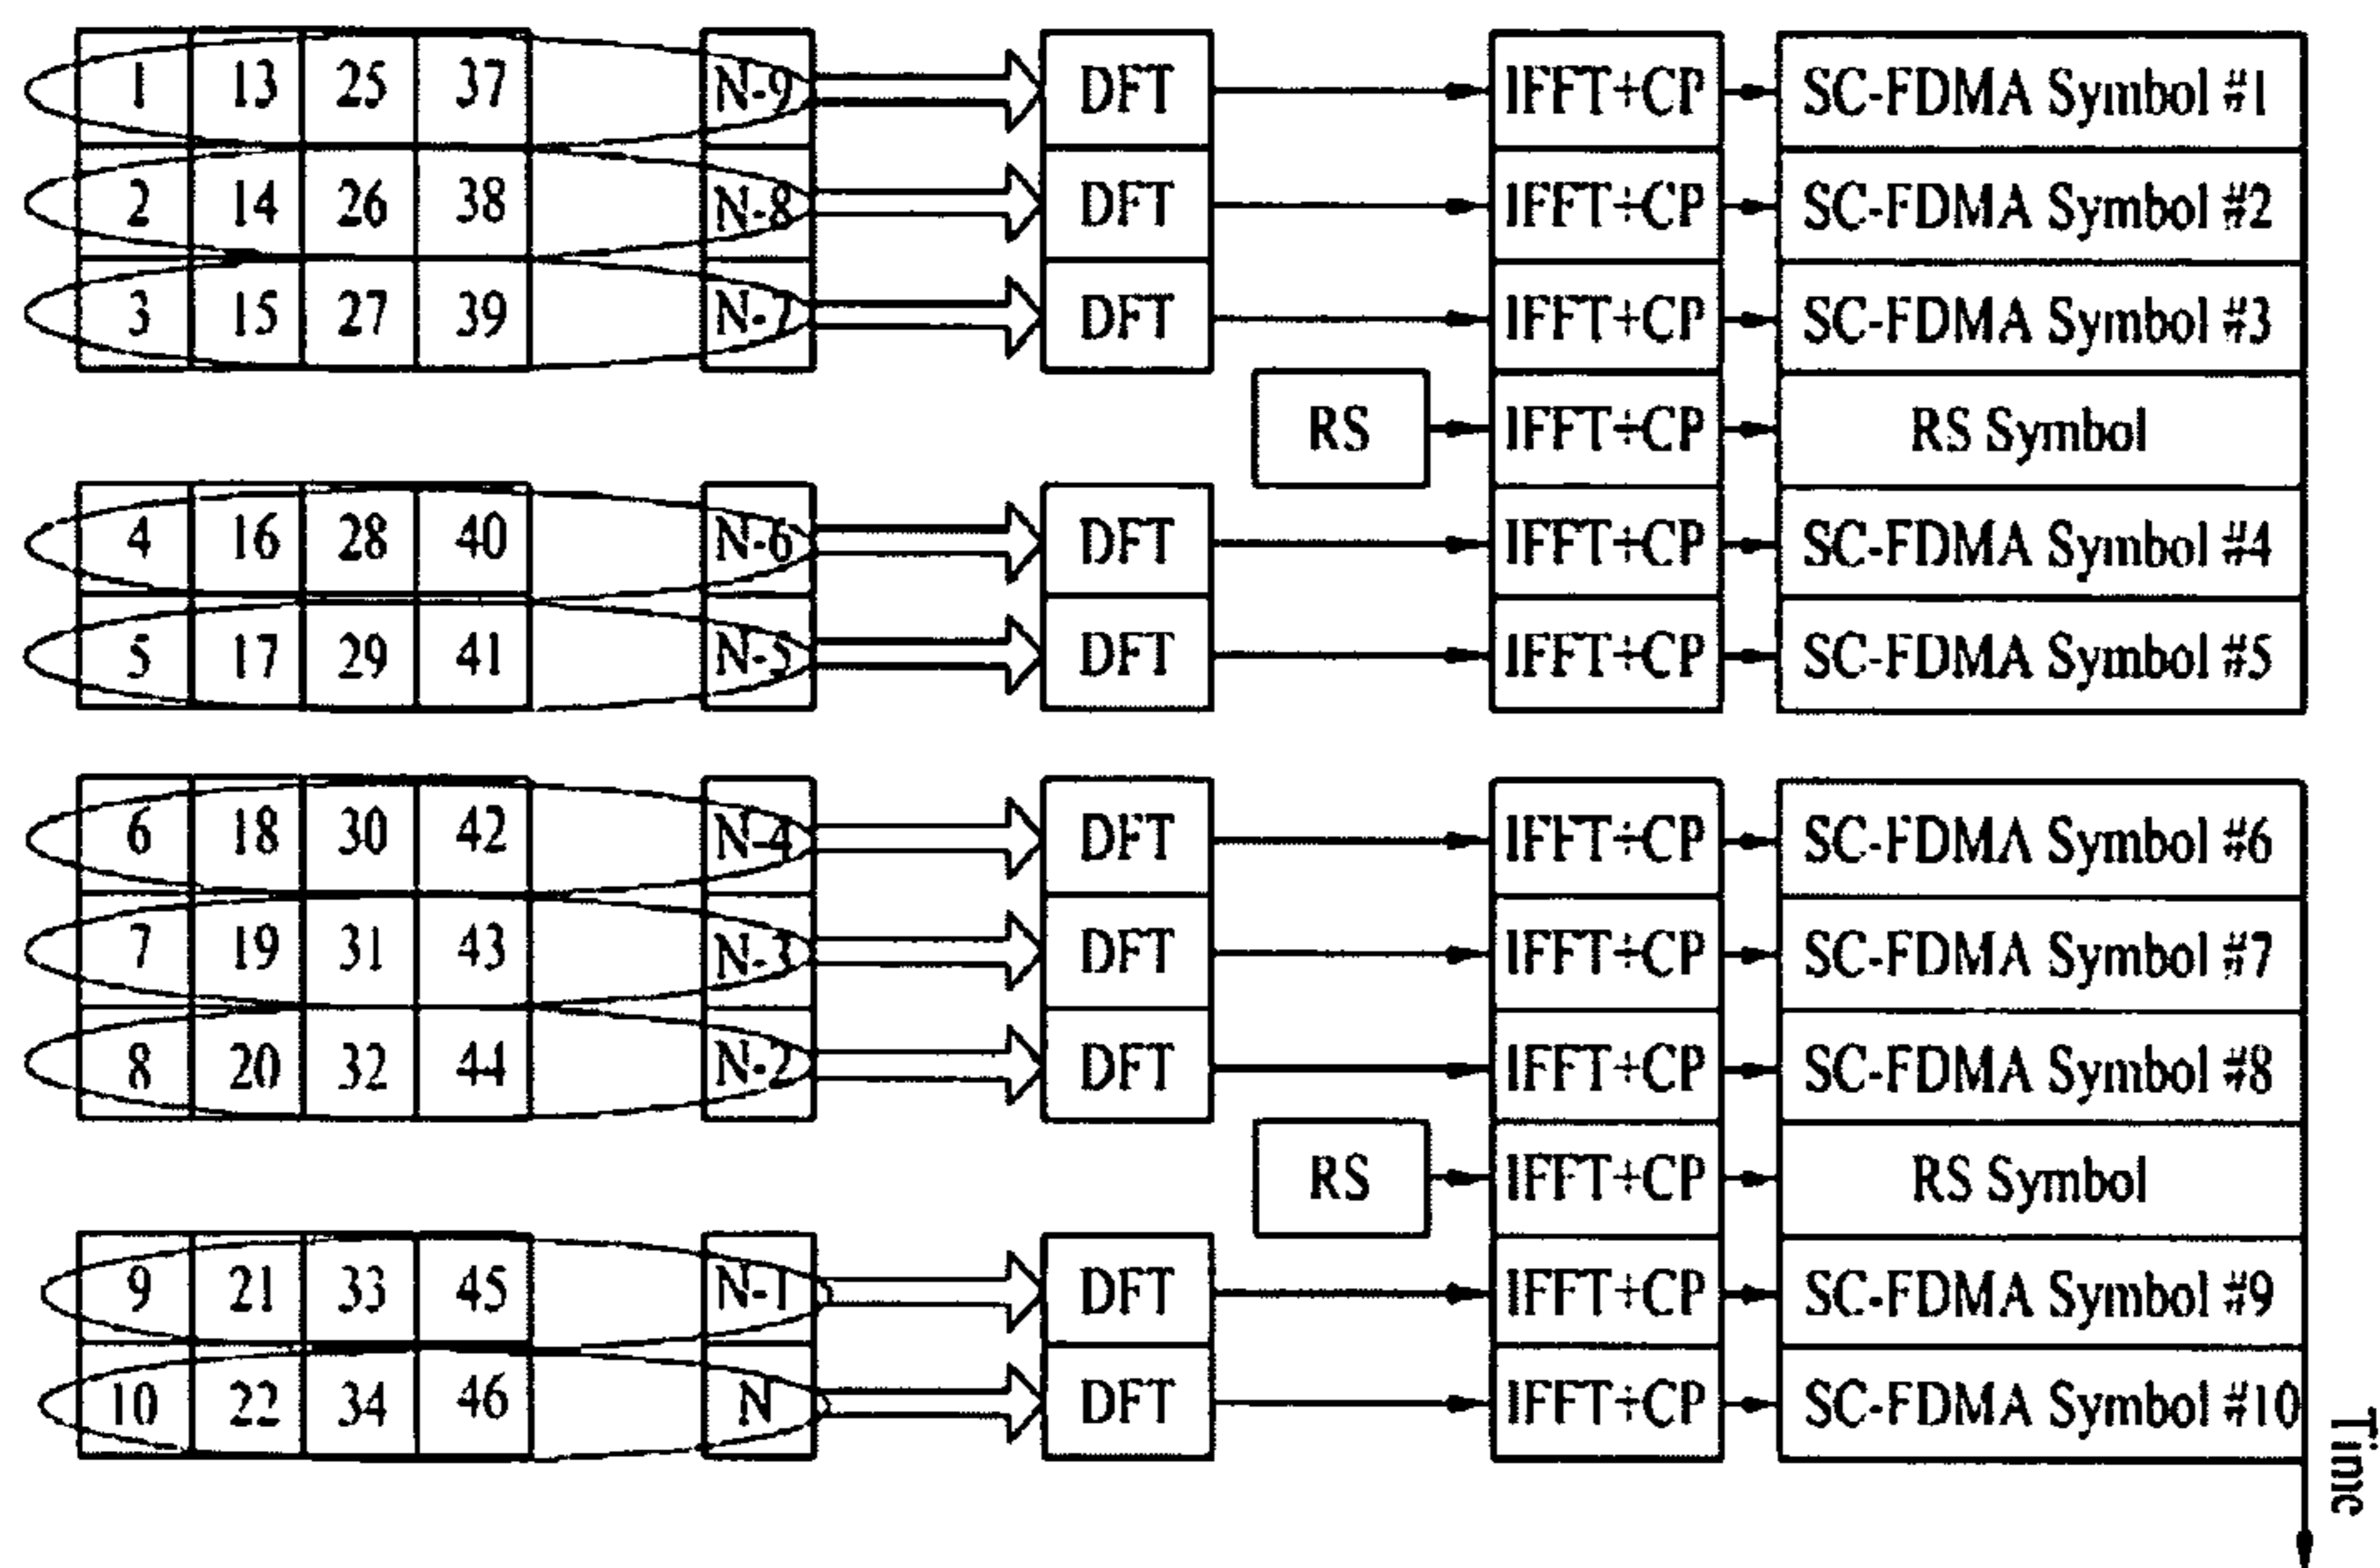 1 13 25 37 N-9 DFT IFFT+CP SC-FDMA Symbol #1
2 14 26 38 N-8 DFT IFFT+CP SC-FDMA Symbol #2
3 15 27 39 N-7 DFT IFFT+CP SC-FDMA Symbol #3
RS IFFT+CP RS Symbol
4 16 28 40 N-6 DFT IFFT+CP SC-FDMA Symbol #4
5 17 29 41 N-5 DFT IFFT+CP SC-FDMA Symbol #5
6 18 30 42 N-4 DFT IFFT+CP SC-FDMA Symbol #6
7 19 31 43 N-3 DFT IFFT+CP SC-FDMA Symbol #7
8 20 32 44 N-2 DFT IFFT+CP SC-FDMA Symbol #8
RS IFFT+CP RS Symbol
9 21 33 45 N-1 DFT IFFT+CP SC-FDMA Symbol #9
10 22 34 46 N DFT IFFT+CP SC-FDMA Symbol #10
Time